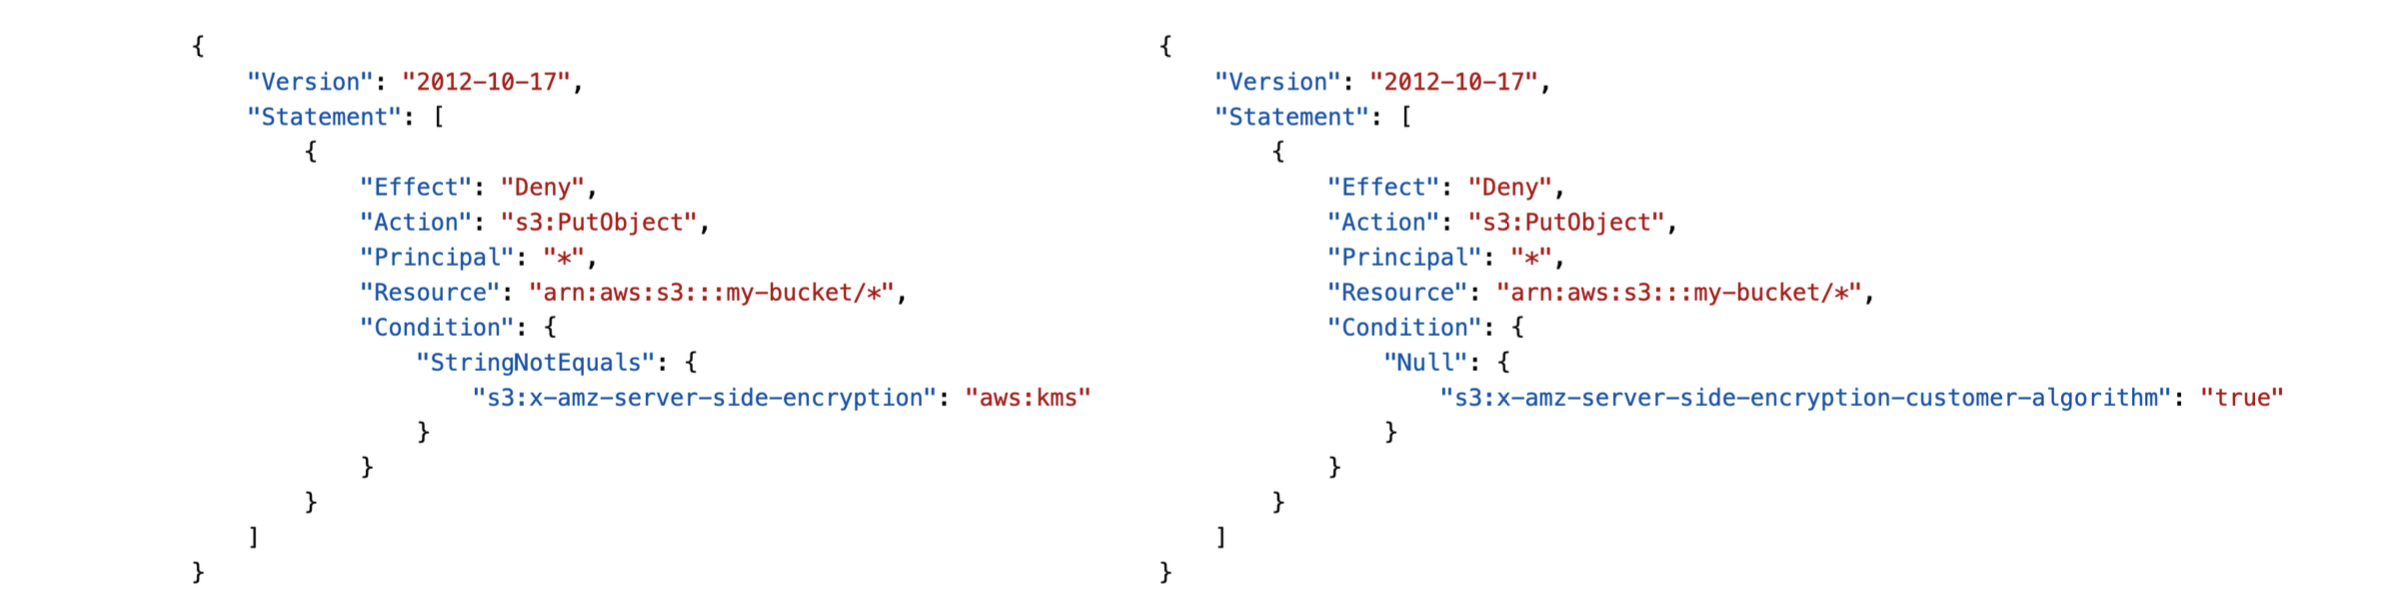 {
    "Version": "2012-10-17",
    "Statement": [
        {
            "Effect": "Deny",
            "Action": "s3:PutObject",
            "Principal": "*",
            "Resource": "arn:aws:s3:::my-bucket/*",
            "Condition": {
                "StringNotEquals": {
                    "s3:x-amz-server-side-encryption": "aws:kms"
                }
            }
        }
    ]
}
{
    "Version": "2012-10-17",
    "Statement": [
        {
            "Effect": "Deny",
            "Action": "s3:PutObject",
            "Principal": "*",
            "Resource": "arn:aws:s3:::my-bucket/*",
            "Condition": {
                "Null": {
                    "s3:x-amz-server-side-encryption-customer-algorithm": "true"
                }
            }
        }
    ]
}